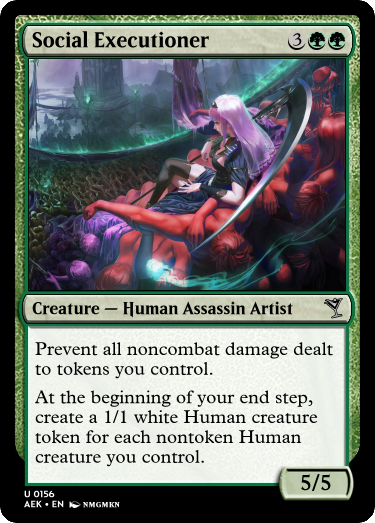 Social Executioner 3
Creature — Human Assassin Artist
Prevent all noncombat damage dealt
to tokens you control.
At the beginning of your end step,
create a 1/1 white Human creature
token for each nontoken Human
creature you control.
5/5
U 0156
AEK • EN NMGMKN